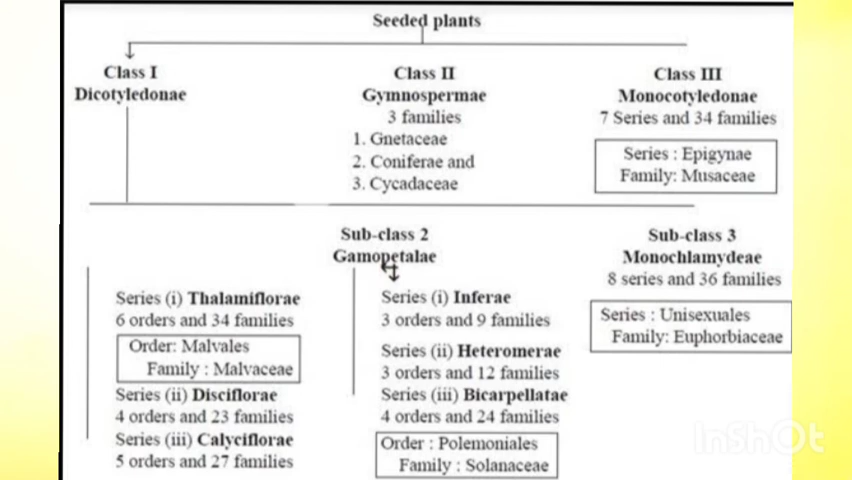 Seeded plants
Class I
Dicotyledonae
Class II
Gymnospermae
3 families
1. Gnetaceae
2. Coniferae and
3. Cycadaceae
Class III
Monocotyledonae
7 Series and 34 families
Series : Epigynae
Family: Musaceae
Series (i) Thalamiflorae
6 orders and 34 families
Order: Malvales
Family : Malvaceae
Series (ii) Disciflorae
4 orders and 23 families
Series (iii) Calyciflorae
5 orders and 27 families
Sub-class 2
Gamopetalae
Series (i) Inferae
3 orders and 9 families
Series (ii) Heteromerae
3 orders and 12 families
Series (iii) Bicarpellatae
4 orders and 24 families
Order : Polemoniales
Family : Solanaceae
Sub-class 3
Monochlamydeae
8 series and 36 families
Series : Unisexuales
Family: Euphorbiaceae
InShOt